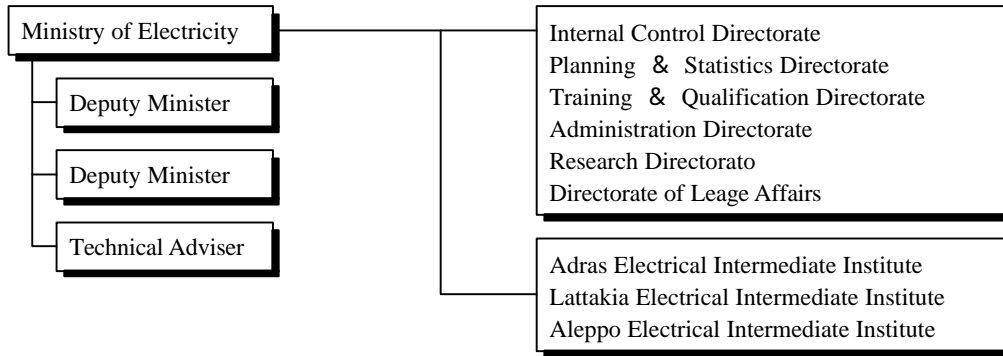 Ministry of Electricity
Deputy Minister
Deputy Minister
Technical Adviser
Internal Control Directorate
Planning & Statistics Directorate
Training & Qualification Directorate
Administration Directorate
Research Directorato
Directorate of Leage Affairs
Adras Electrical Intermediate Institute
Lattakia Electrical Intermediate Institute
Aleppo Electrical Intermediate Institute